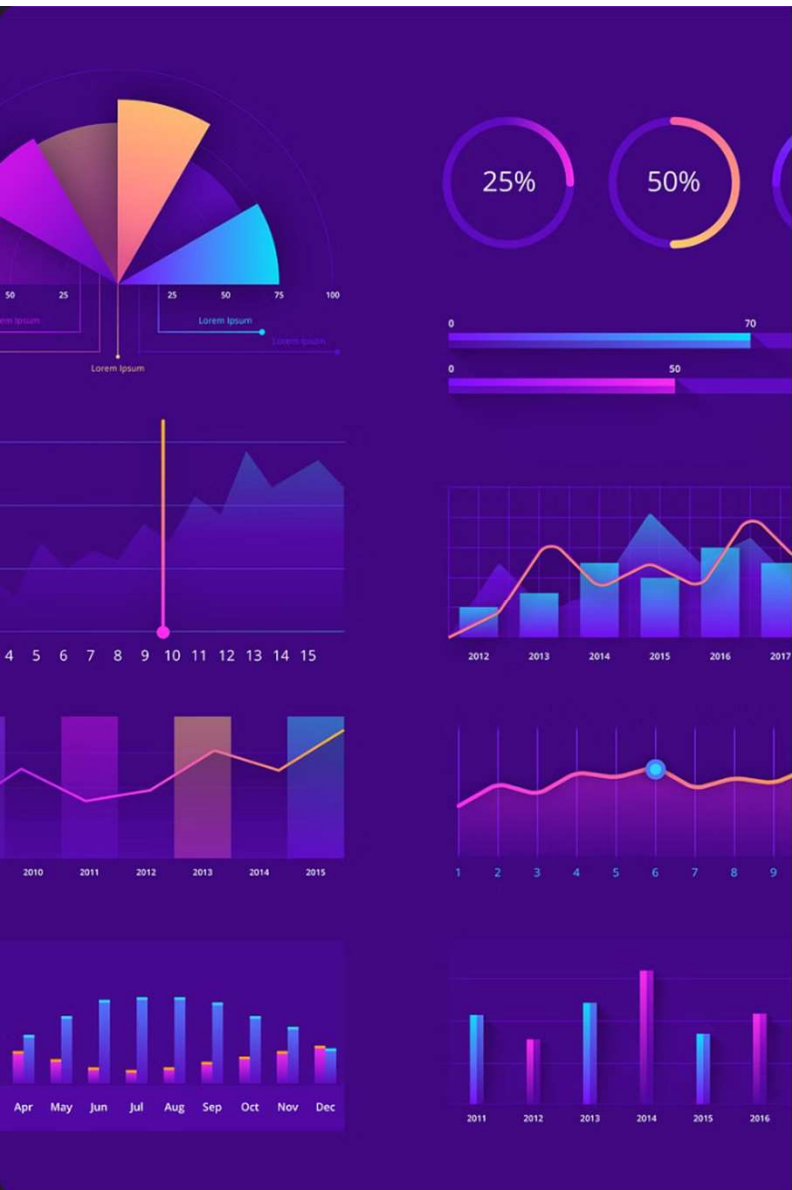 25% 50%
50 25 25 50 75 100
Lorem Ipsum
Lorem Ipsum
Lorem Ipsum
0 70
0 50
4 5 6 7 8 9 10 11 12 13 14 15
2012 2013 2014 2015 2016 2017
2010 2011 2012 2013 2014 2015
1 2 3 4 5 6 7 8 9
Apr May Jun Jul Aug Sep Oct Nov Dec
2011 2012 2013 2014 2015 2016